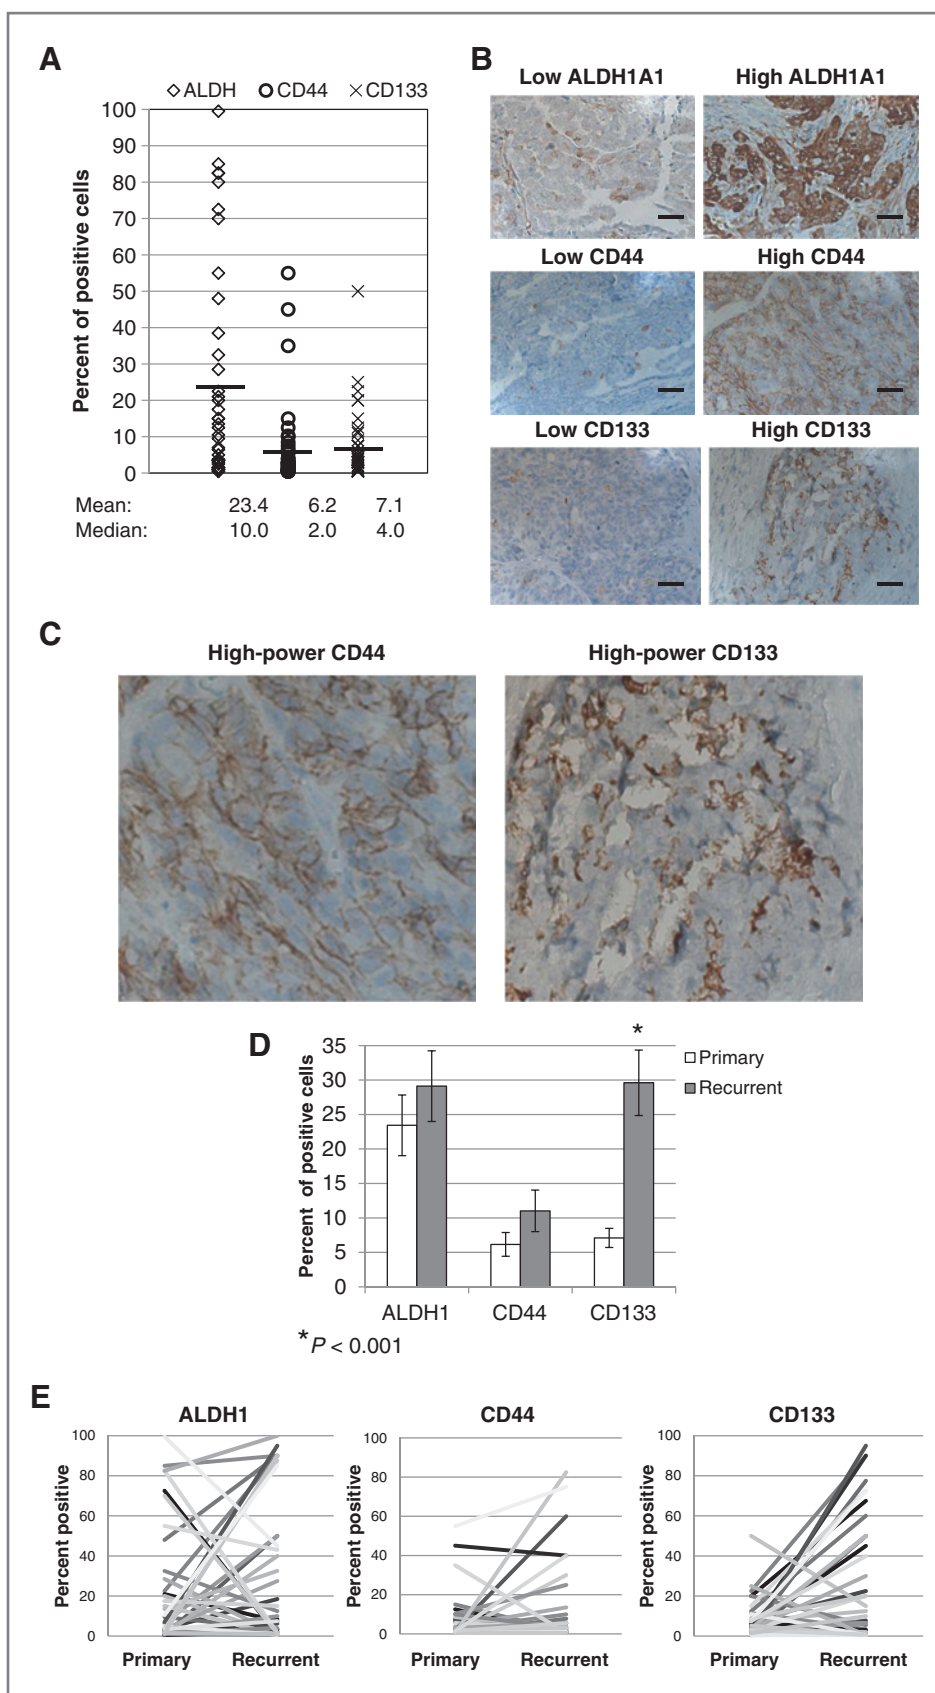 A
◇ ALDH O CD44 × CD133
Percent of positive cells
100
90
80
70
60
50
40
30
20
10
0
Mean: 23.4 6.2 7.1
Median: 10.0 2.0 4.0
B
Low ALDH1A1 High ALDH1A1
Low CD44 High CD44
Low CD133 High CD133
C
High-power CD44 High-power CD133
D
Percent of positive cells
35
30
25
20
15
10
5
0
*
Primary
Recurrent
ALDH1 CD44 CD133
*P < 0.001
E
ALDH1
Percent positive
100
80
60
40
20
0
Primary Recurrent
CD44
Percent positive
100
80
60
40
20
0
Primary Recurrent
CD133
Percent positive
100
80
60
40
20
0
Primary Recurrent